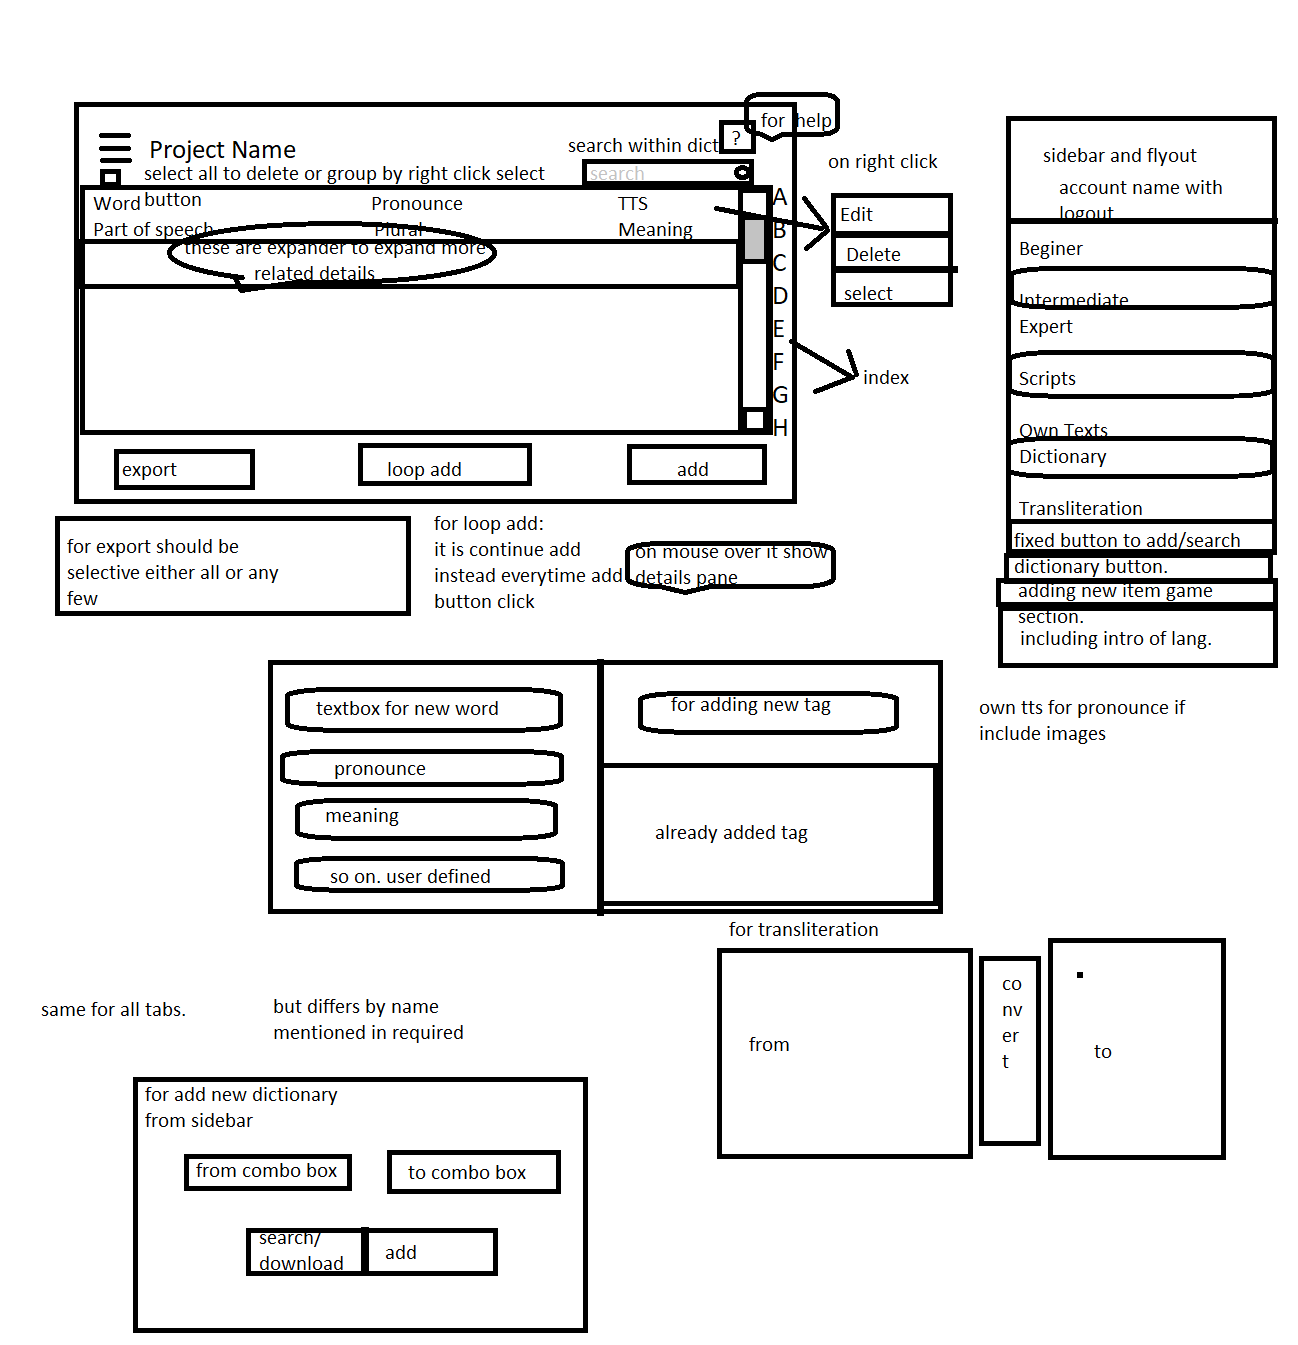 for help
?
Project Name
search within dict
select all to delete or group by right click select
button
search
Word
Pronounce
TTS
Part of speech
Plural
Meaning
these are expander to expand more
related details
A
B
C
D
E
F
G
H
on right click
Edit
Delete
select
index
export
loop add
add
sidebar and flyout
account name with
logout
Beginer
Intermediate
Expert
Scripts
Own Texts
Dictionary
Transliteration
fixed button to add/search
dictionary button.
adding new item game
section.
including intro of lang.
for export should be
selective either all or any
few
for loop add:
it is continue add
instead everytime add
button click
on mouse over it show
details pane
own tts for pronounce if
include images
textbox for new word
pronounce
meaning
so on. user defined
for adding new tag
already added tag
for transliteration
from
co
nv
er
t
to
same for all tabs.
but differs by name
mentioned in required
for add new dictionary
from sidebar
from combo box
to combo box
search/
download
add